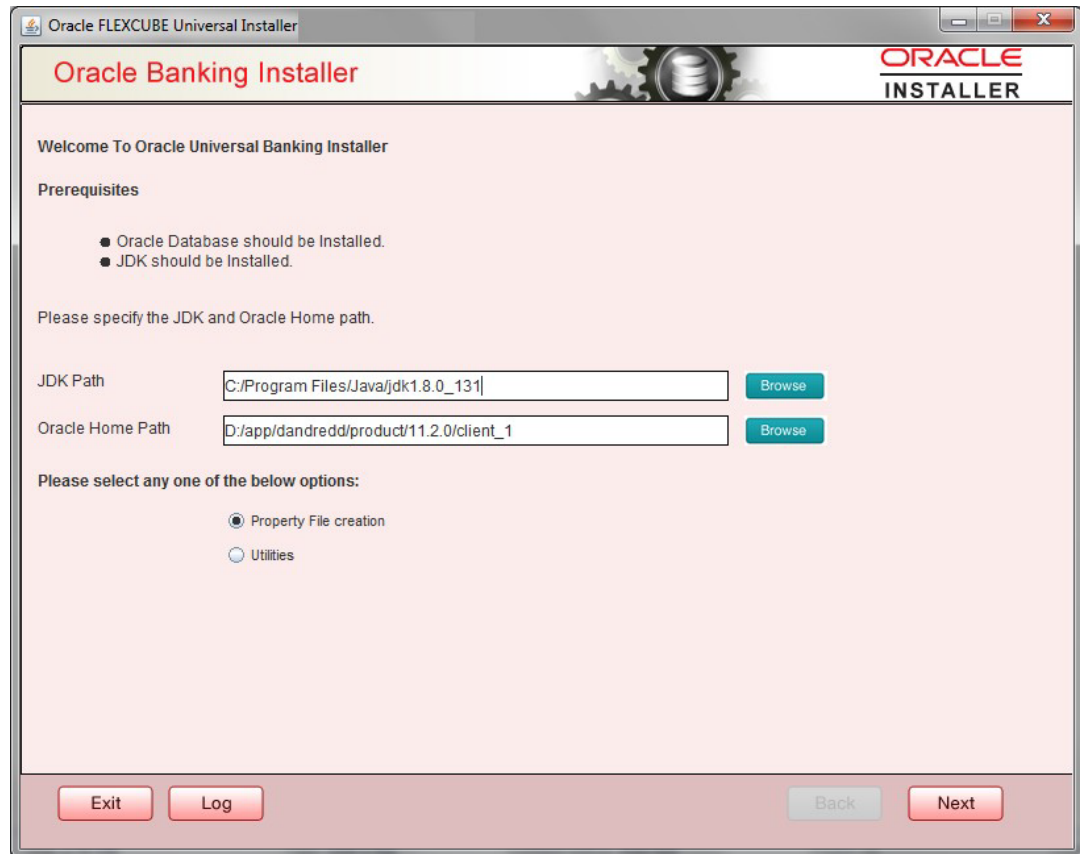 Oracle FLEXCUBE Universal Installer
Oracle Banking Installer
ORACLE
INSTALLER
Welcome To Oracle Universal Banking Installer
Prerequisites
Oracle Database should be Installed.
JDK should be Installed.
Please specify the JDK and Oracle Home path.
JDK Path C:/Program Files/Java/jdk1.8.0_131 Browse
Oracle Home Path D:/app/dandredd/product/11.2.0/client_1 Browse
Please select any one of the below options:
Property File creation
Utilities
Exit Log Back Next